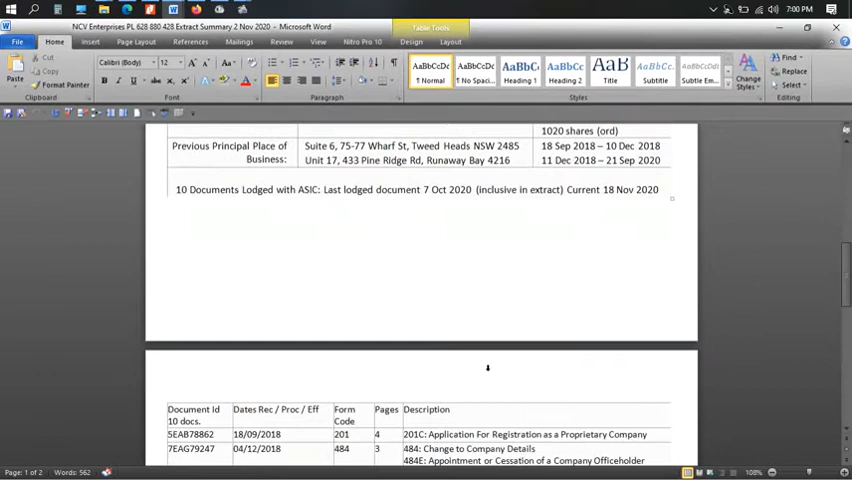 7:00 PM
NCV Enterprises PL 628 880 428 Extract Summary 2 Nov 2020 - Microsoft Word
Table Tools
File Home Insert Page Layout References Mailings Review View Nitro Pro 10 Design Layout
Cut
Copy
Format Painter
Paste
Clipboard
Calibri (Body) 12
Font
Paragraph
AaBbCcDc AaBbCcDc AaBbCc AaBbCc AaB AaBbCcL AaBbCcDc
¶ Normal ¶ No Spaci... Heading 1 Heading 2 Title Subtitle Subtle Em...
Styles
Change Styles
Find
Replace
Select
Editing
1020 shares (ord)
Previous Principal Place of Suite 6, 75-77 Wharf St, Tweed Heads NSW 2485 18 Sep 2018 – 10 Dec 2018
Business: Unit 17, 433 Pine Ridge Rd, Runaway Bay 4216 11 Dec 2018 – 21 Sep 2020
10 Documents Lodged with ASIC: Last lodged document 7 Oct 2020 (inclusive in extract) Current 18 Nov 2020
Document Id Dates Rec / Proc / Eff Form Pages Description
10 docs. Code
5EAB78862 18/09/2018 201 4 201C: Application For Registration as a Proprietary Company
7EAG79247 04/12/2018 484 3 484: Change to Company Details
484E: Appointment or Cessation of a Company Officeholder
Page: 1 of 2 Words: 562 108%